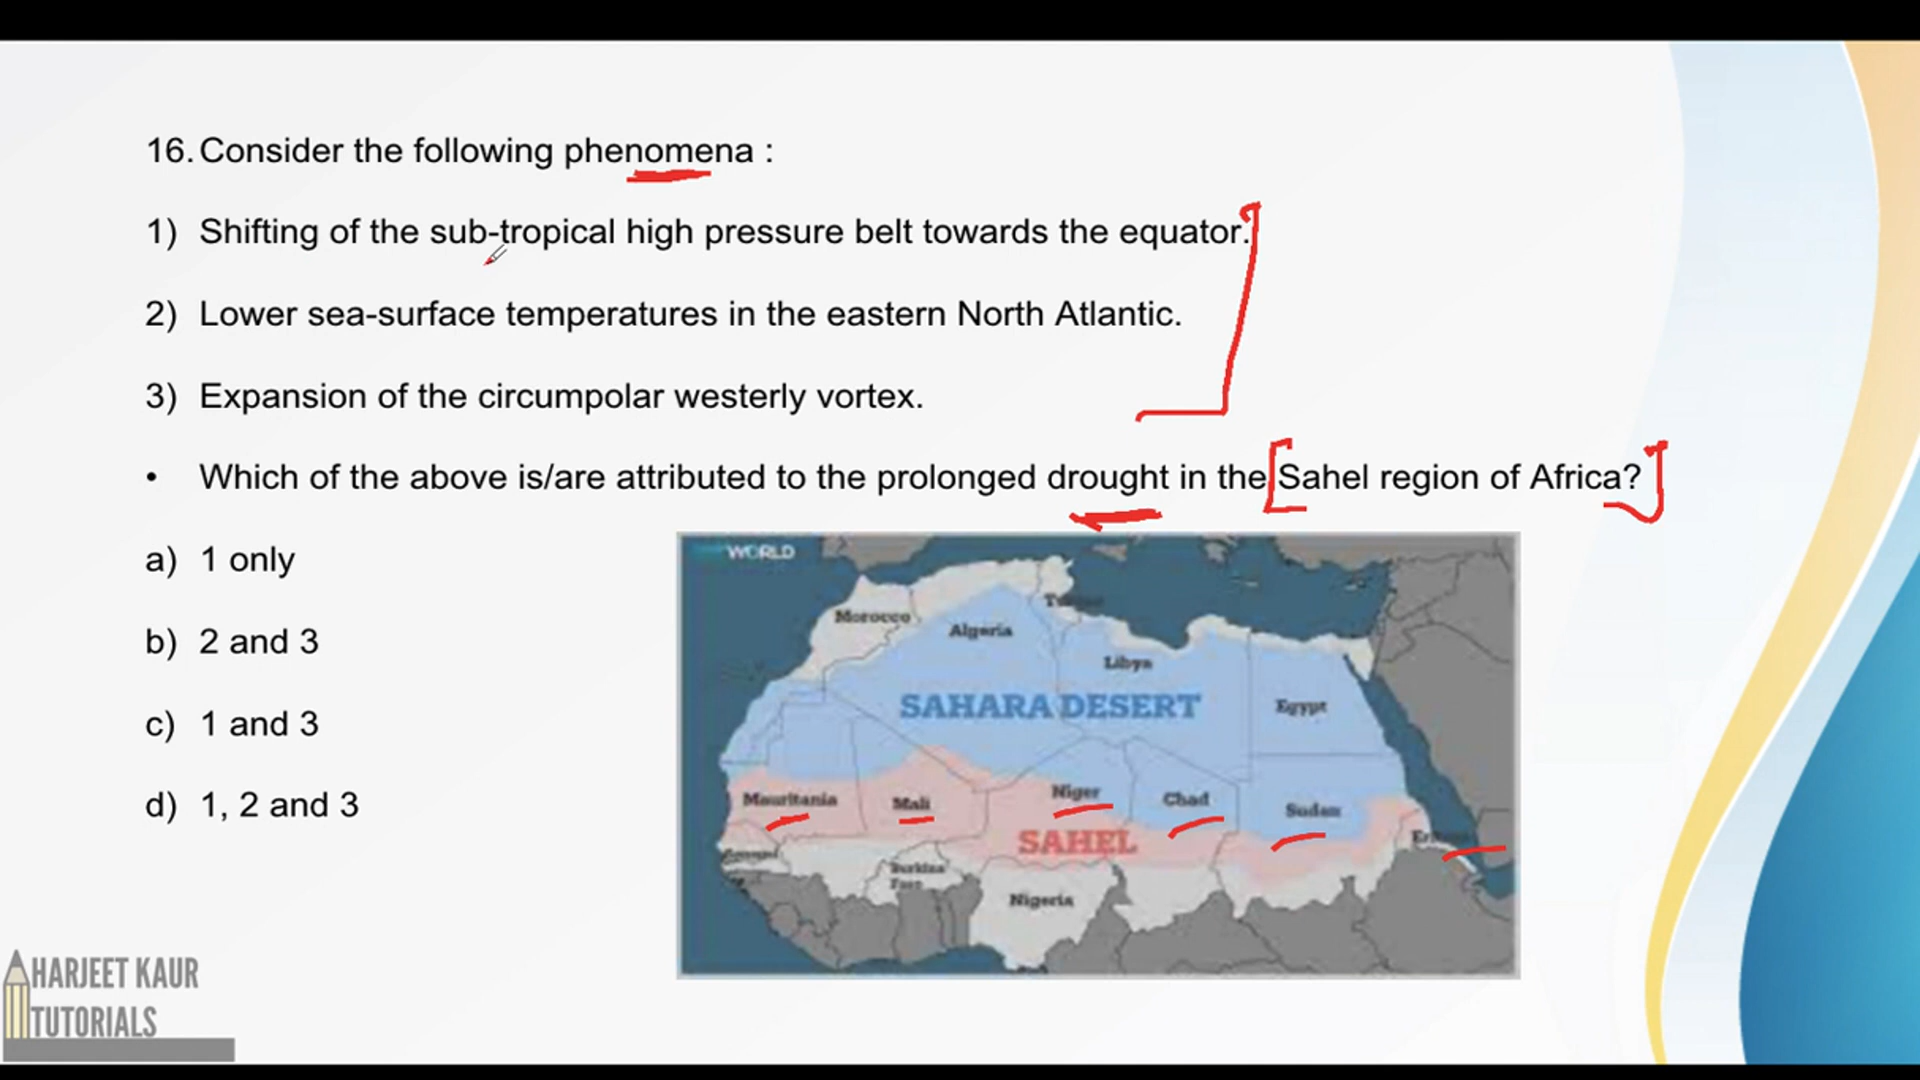 16. Consider the following phenomena :
1) Shifting of the sub-tropical high pressure belt towards the equator.
2) Lower sea-surface temperatures in the eastern North Atlantic.
3) Expansion of the circumpolar westerly vortex.
• Which of the above is/are attributed to the prolonged drought in the Sahel region of Africa?
a) 1 only
b) 2 and 3
c) 1 and 3
d) 1, 2 and 3
WORLD
Morocco
Algeria
Libya
SAHARA DESERT
Egypt
Mauritania
Mali
Niger
Chad
Sudan
SAHEL
Burkina
Faso
Nigeria
HARJEET KAUR
TUTORIALS